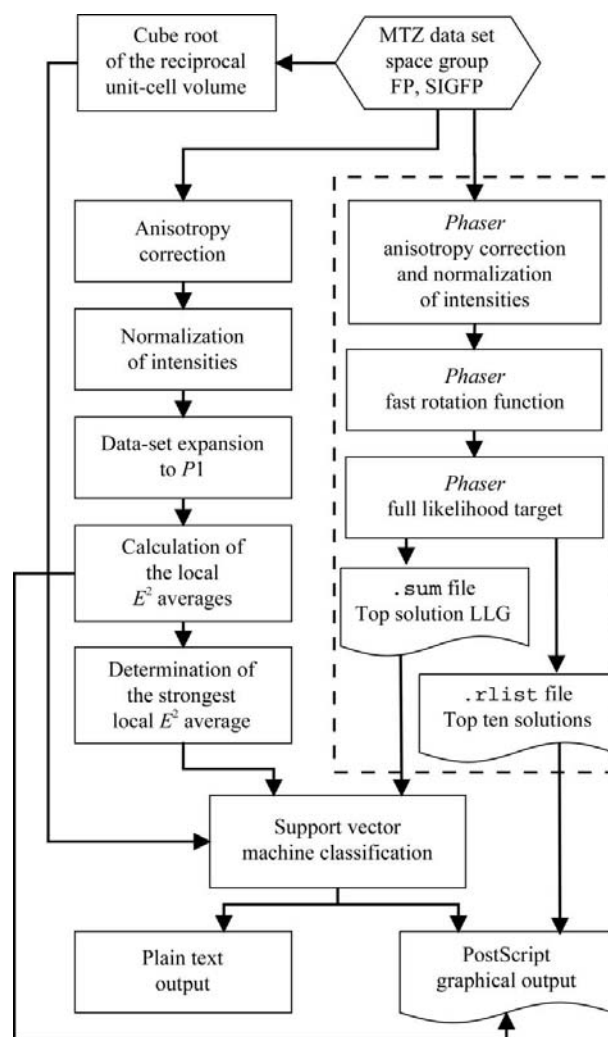 Cube root
of the reciprocal
unit-cell volume
MTZ data set
space group
FP, SIGFP
Anisotropy
correction
Normalization
of intensities
Data-set expansion
to P1
Calculation of
the local
E² averages
Determination of
the strongest
local E² average
Phaser
anisotropy correction
and normalization
of intensities
Phaser
fast rotation function
Phaser
full likelihood target
.sum file
Top solution LLG
.rlist file
Top ten solutions
Support vector
machine classification
Plain text
output
PostScript
graphical output